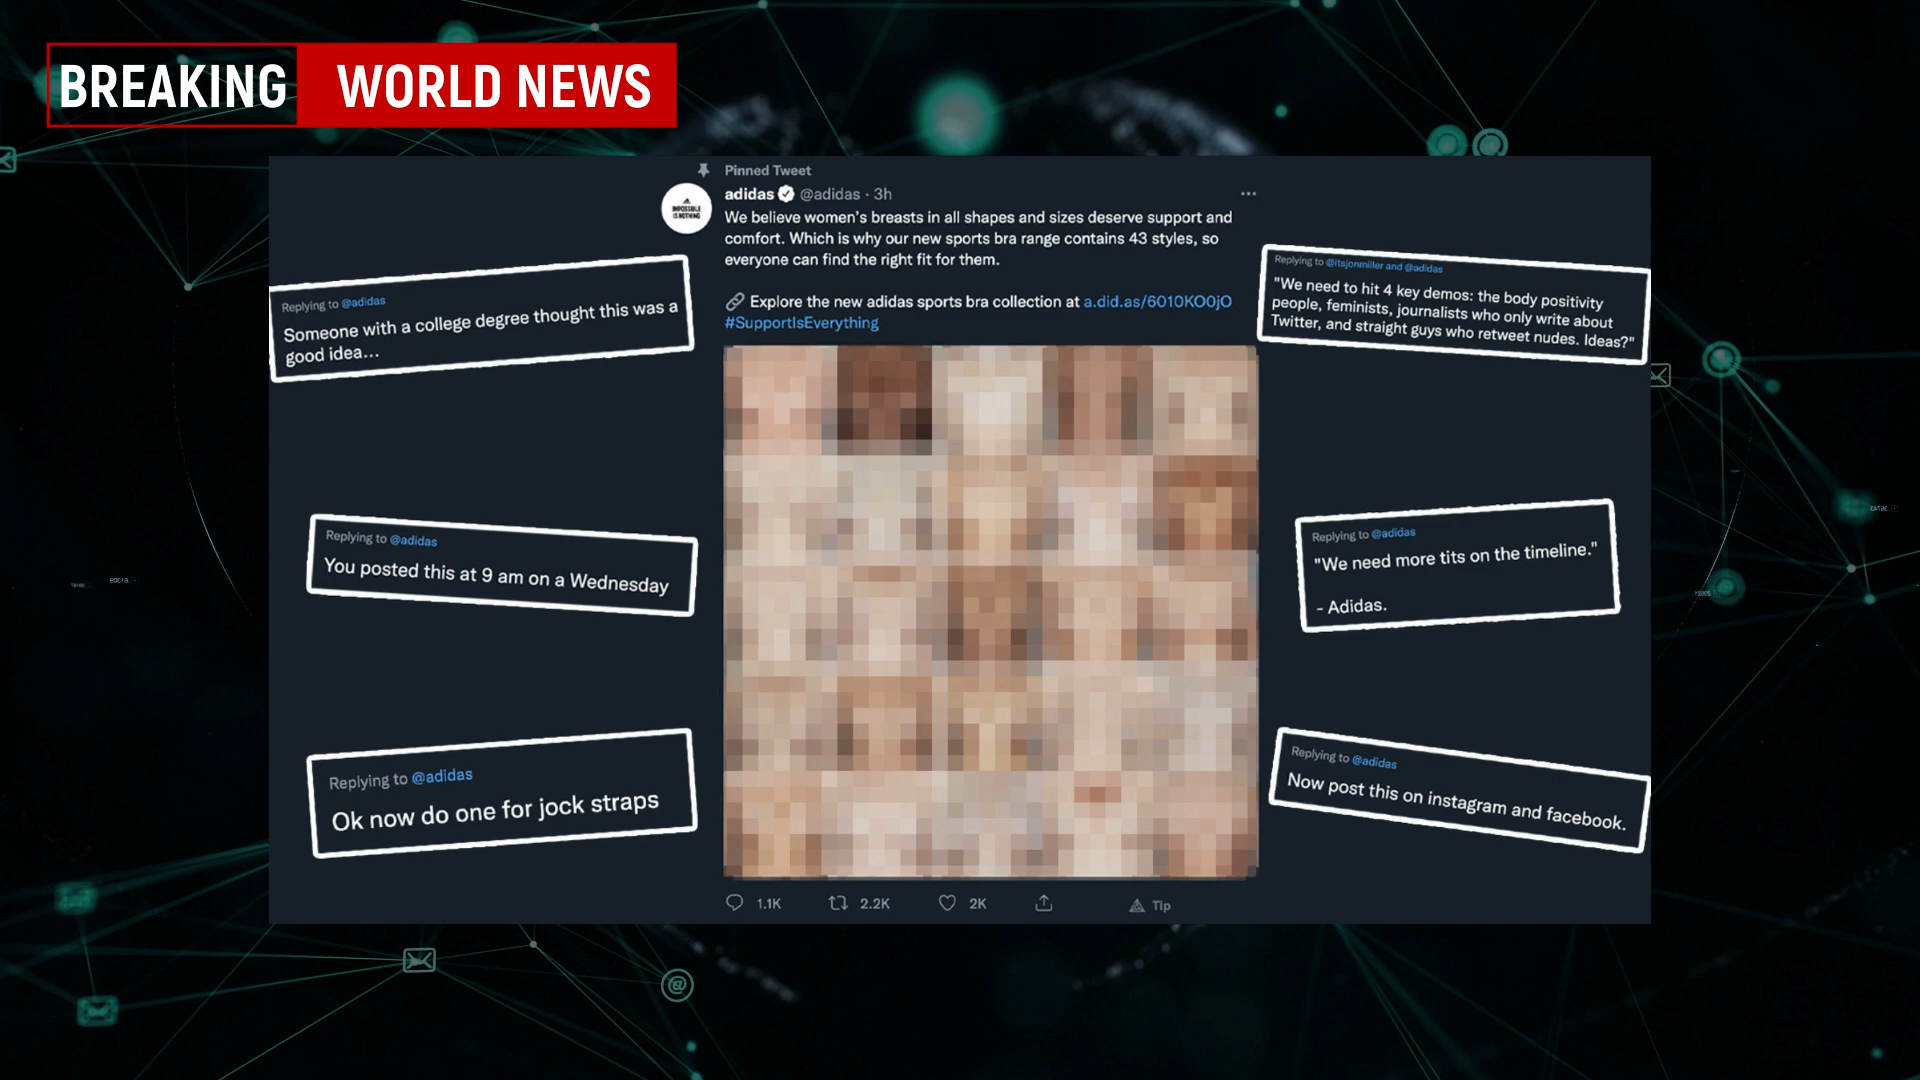 BREAKING WORLD NEWS
Pinned Tweet
adidas @adidas · 3h
IMPOSSIBLE
IS NOTHING
We believe women's breasts in all shapes and sizes deserve support and
comfort. Which is why our new sports bra range contains 43 styles, so
everyone can find the right fit for them.
Explore the new adidas sports bra collection at a.did.as/6010KO0jO
#SupportIsEverything
Replying to @adidas
Someone with a college degree thought this was a
good idea...
Replying to @adidas
You posted this at 9 am on a Wednesday
Replying to @adidas
Ok now do one for jock straps
Replying to @itsjonmiller and @adidas
"We need to hit 4 key demos: the body positivity
people, feminists, journalists who only write about
Twitter, and straight guys who retweet nudes. Ideas?"
Replying to @adidas
"We need more tits on the timeline."
- Adidas.
Replying to @adidas
Now post this on instagram and facebook.
1.1K 2.2K 2K Tip